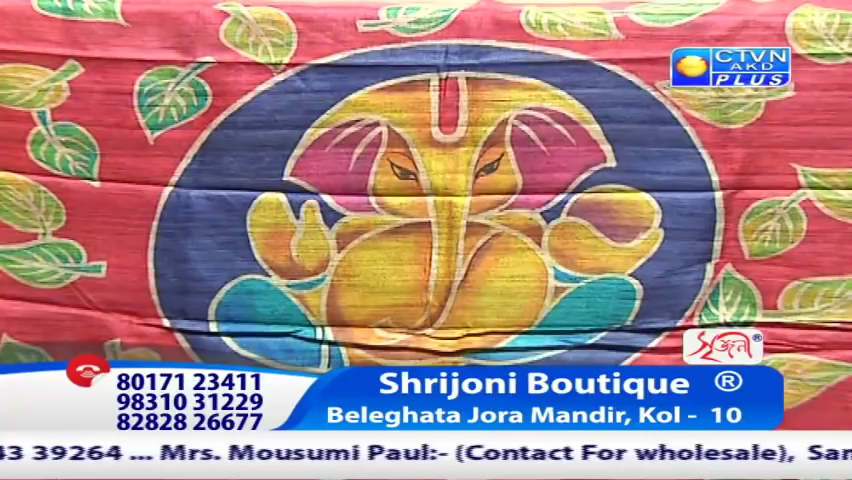 CTVN
AKD
PLUS
সৃজনী®
80171 23411
98310 31229
82828 26677
Shrijoni Boutique ®
Beleghata Jora Mandir, Kol - 10
43 39264 ... Mrs. Mousumi Paul:- (Contact For wholesale), San